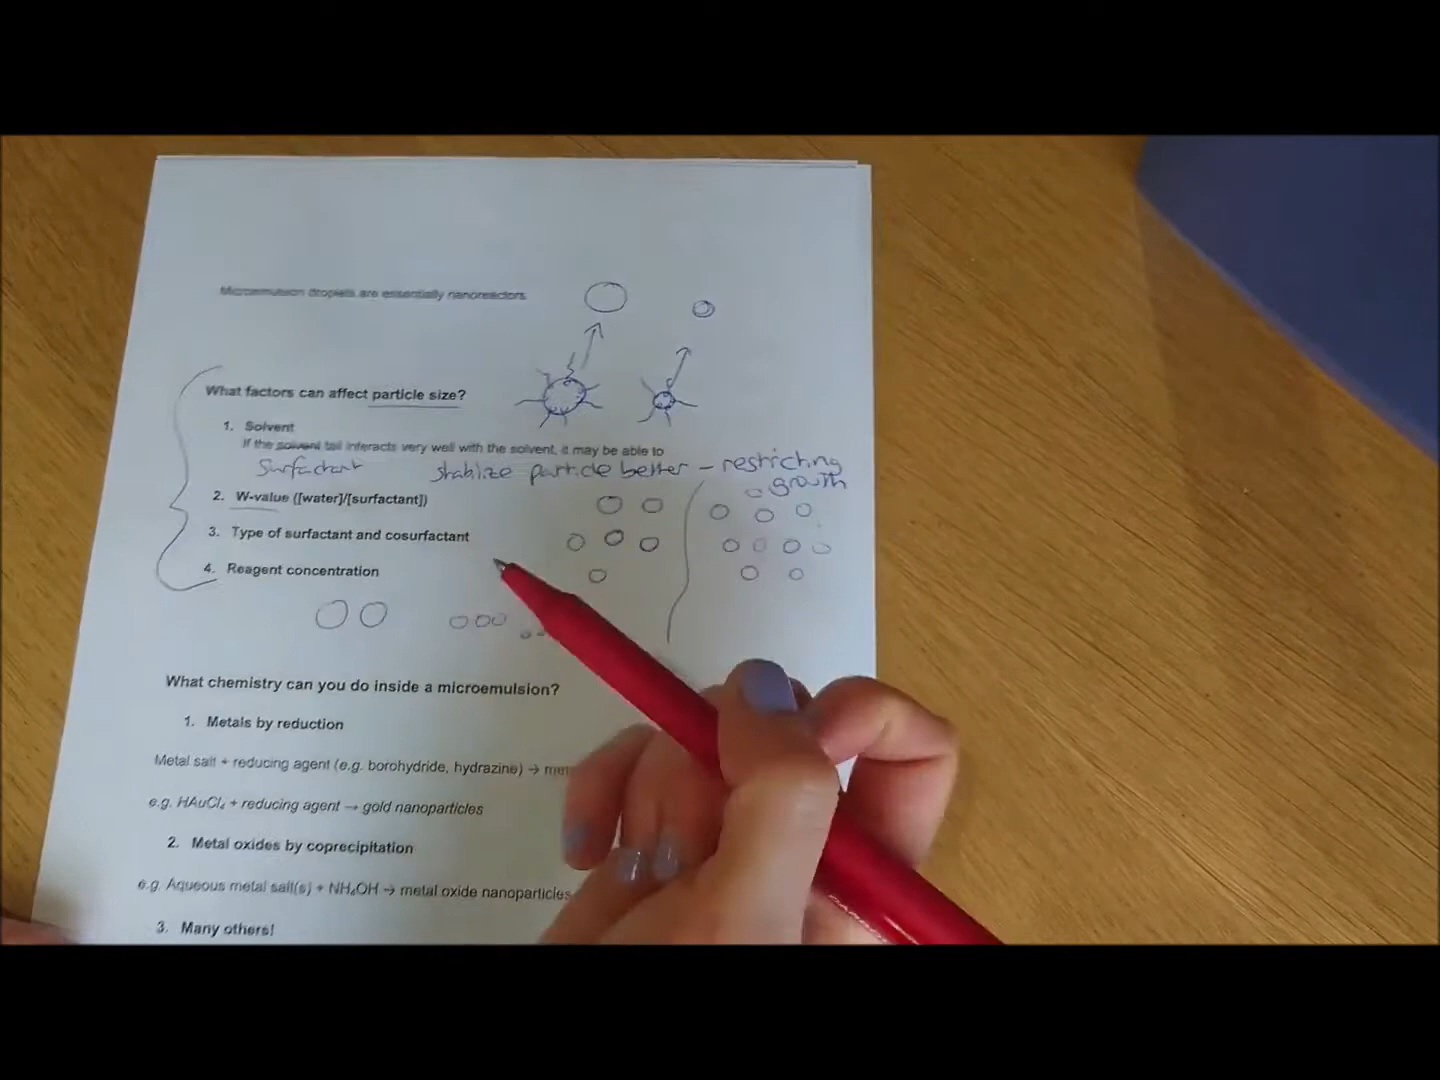 Microemulsion droplets are essentially nanoreactors
What factors can affect particle size?
1. Solvent
If the solvent tail interacts very well with the solvent, it may be able to
Surfactant stabilize particle better - restricting
growth
2. W-value ([water]/[surfactant])
3. Type of surfactant and cosurfactant
4. Reagent concentration
What chemistry can you do inside a microemulsion?
1. Metals by reduction
Metal salt + reducing agent (e.g. borohydride, hydrazine) →
e.g. HAuCl₄ + reducing agent → gold nanoparticles
2. Metal oxides by coprecipitation
e.g. Aqueous metal salt(s) + NH₄OH → metal oxide nanoparticles
3. Many others!